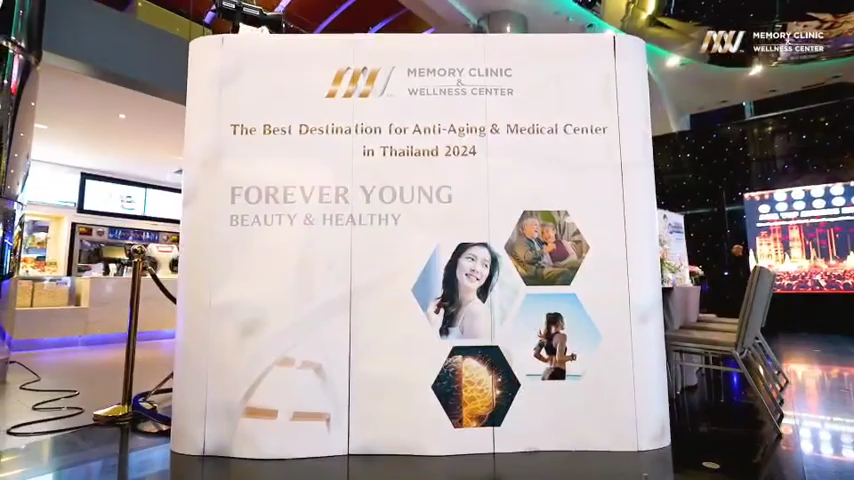 MEMORY CLINIC
&
WELLNESS CENTER
MEMORY CLINIC
&
WELLNESS CENTER
The Best Destination for Anti-Aging & Medical Center
in Thailand 2024
FOREVER YOUNG
BEAUTY & HEALTHY